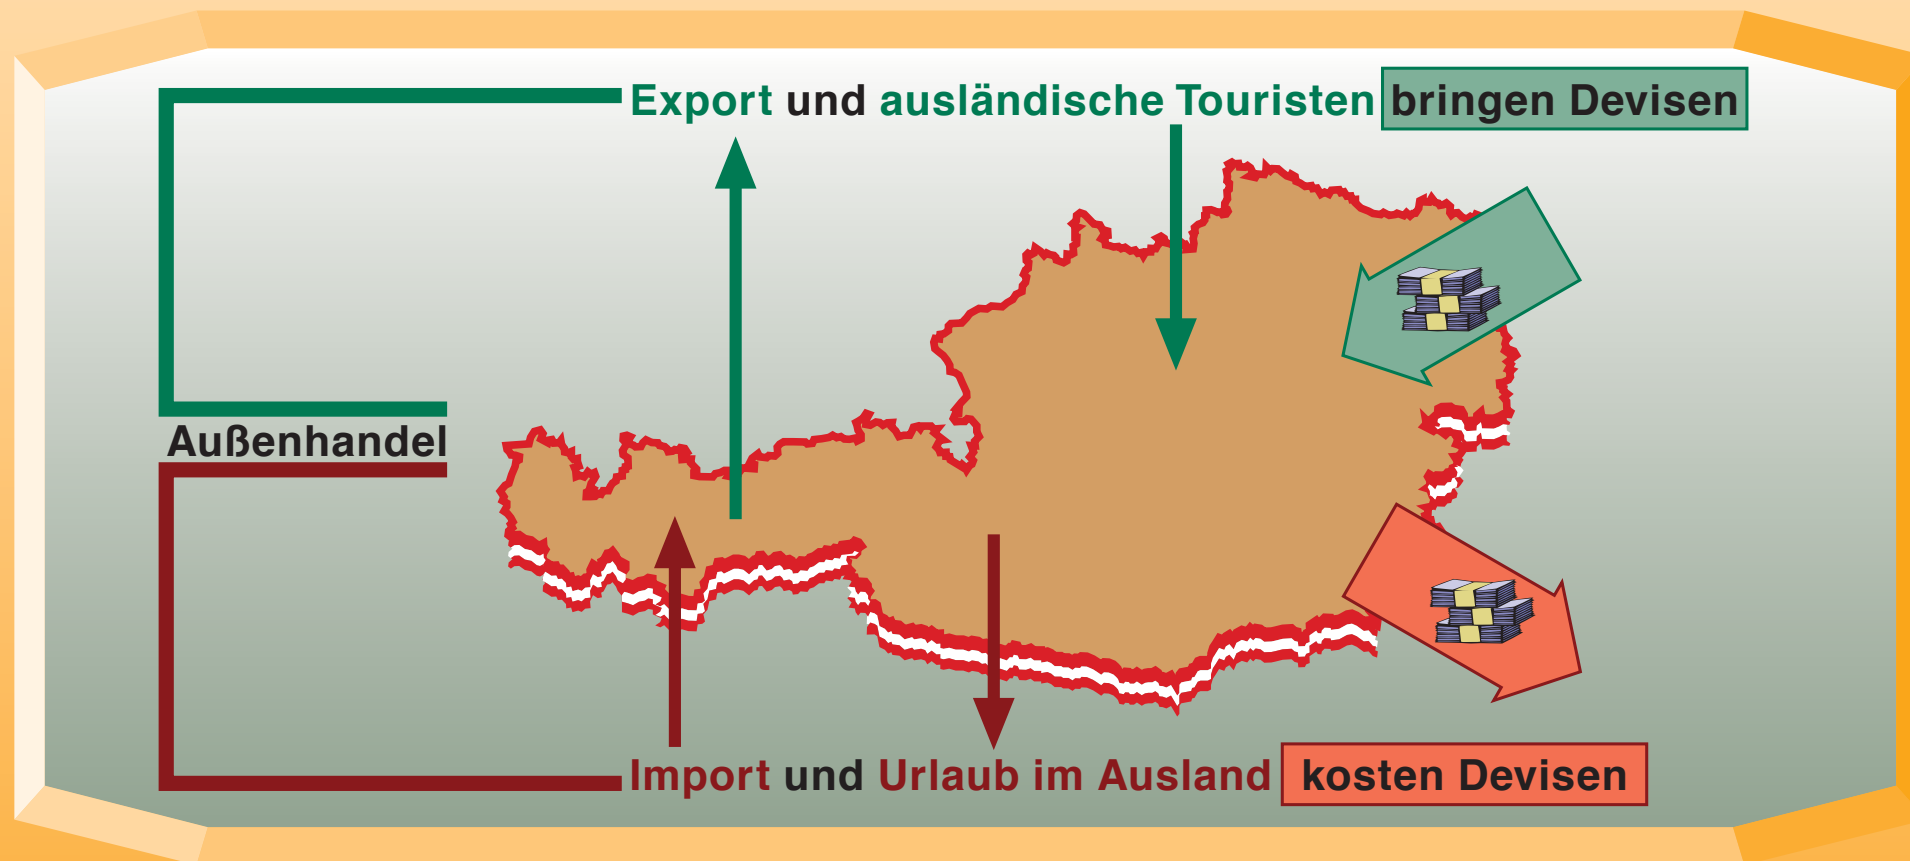 Export und ausländische Touristen bringen Devisen
Außenhandel
Import und Urlaub im Ausland kosten Devisen